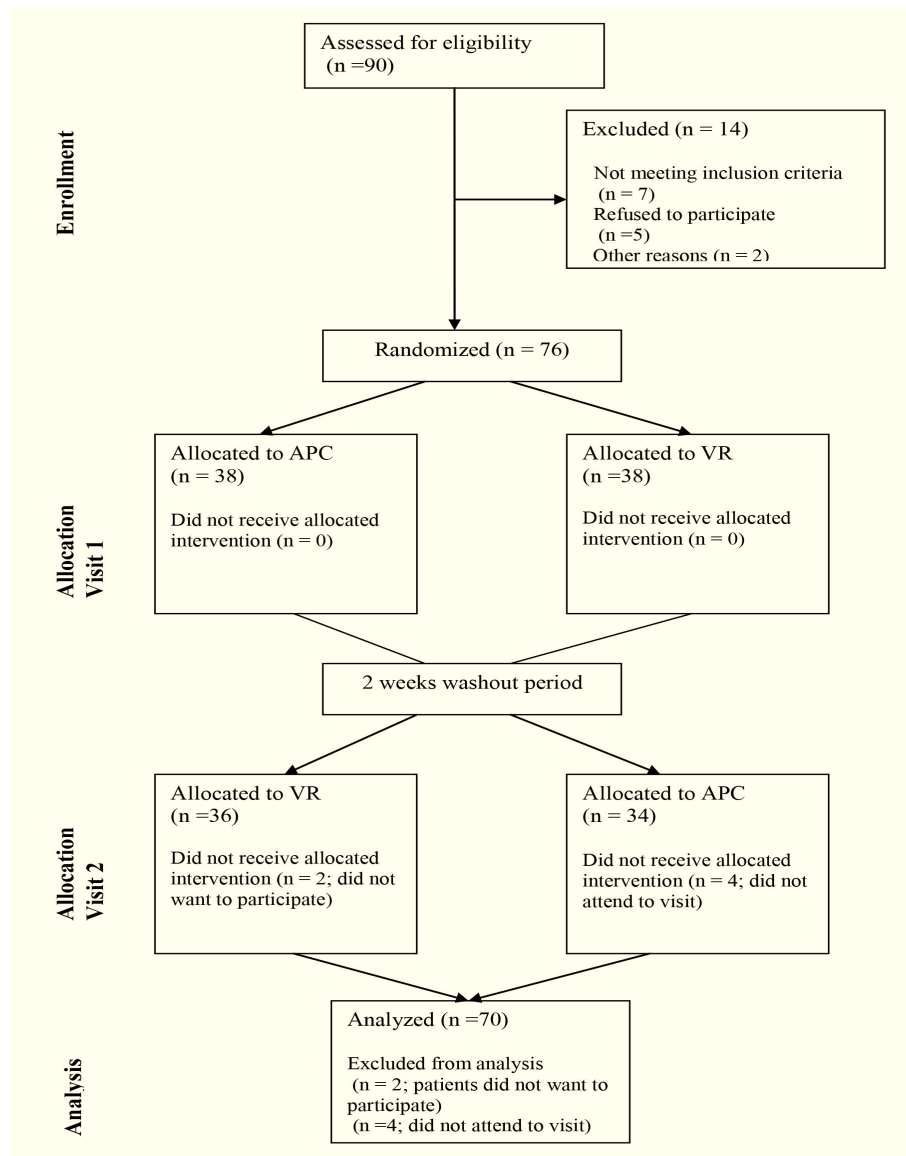 Assessed for eligibility
(n =90)
Enrollment
Excluded (n = 14)
Not meeting inclusion criteria
(n = 7)
Refused to participate
(n =5)
Other reasons (n = 2)
Randomized (n = 76)
Allocation
Visit 1
Allocated to APC
(n = 38)
Did not receive allocated
intervention (n = 0)
Allocated to VR
(n =38)
Did not receive allocated
intervention (n = 0)
2 weeks washout period
Allocation
Visit 2
Allocated to VR
(n =36)
Did not receive allocated
intervention (n = 2; did not
want to participate)
Allocated to APC
(n = 34)
Did not receive allocated
intervention (n = 4; did not
attend to visit)
Analysis
Analyzed (n =70)
Excluded from analysis
(n = 2; patients did not want to
participate)
(n =4; did not attend to visit)